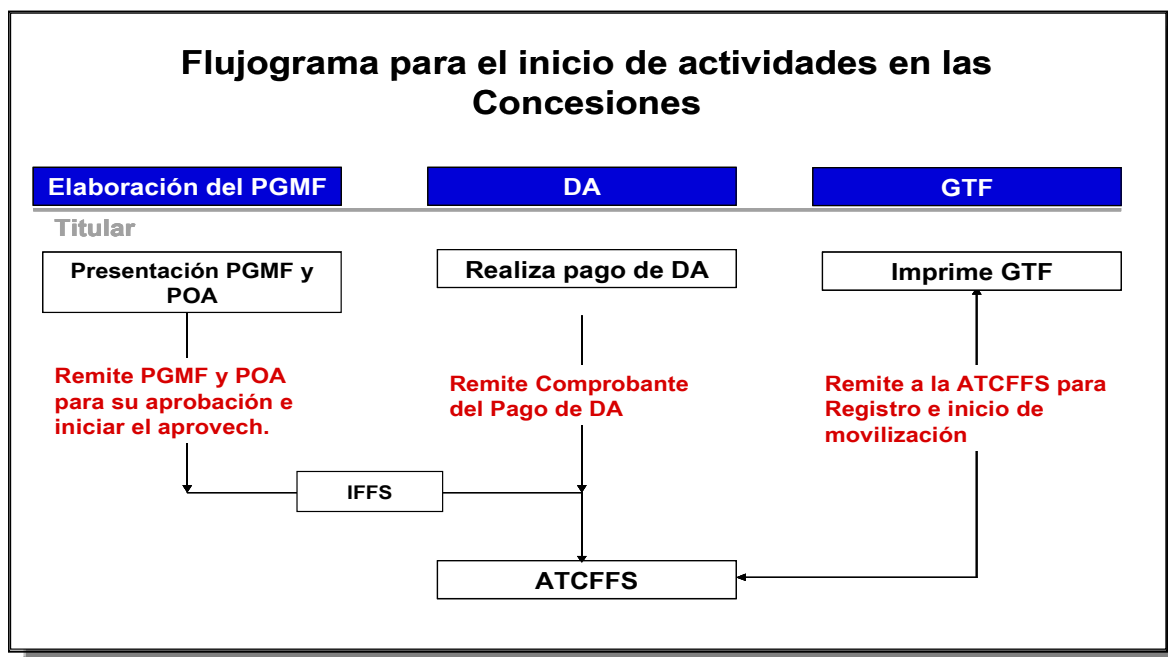 Flujograma para el inicio de actividades en las
Concesiones
Elaboración del PGMF
DA
GTF
Titular
Presentación PGMF y
POA
Realiza pago de DA
Imprime GTF
Remite PGMF y POA
para su aprobación e
iniciar el aprovech.
Remite Comprobante
del Pago de DA
Remite a la ATCFFS para
Registro e inicio de
movilización
IFFS
ATCFFS